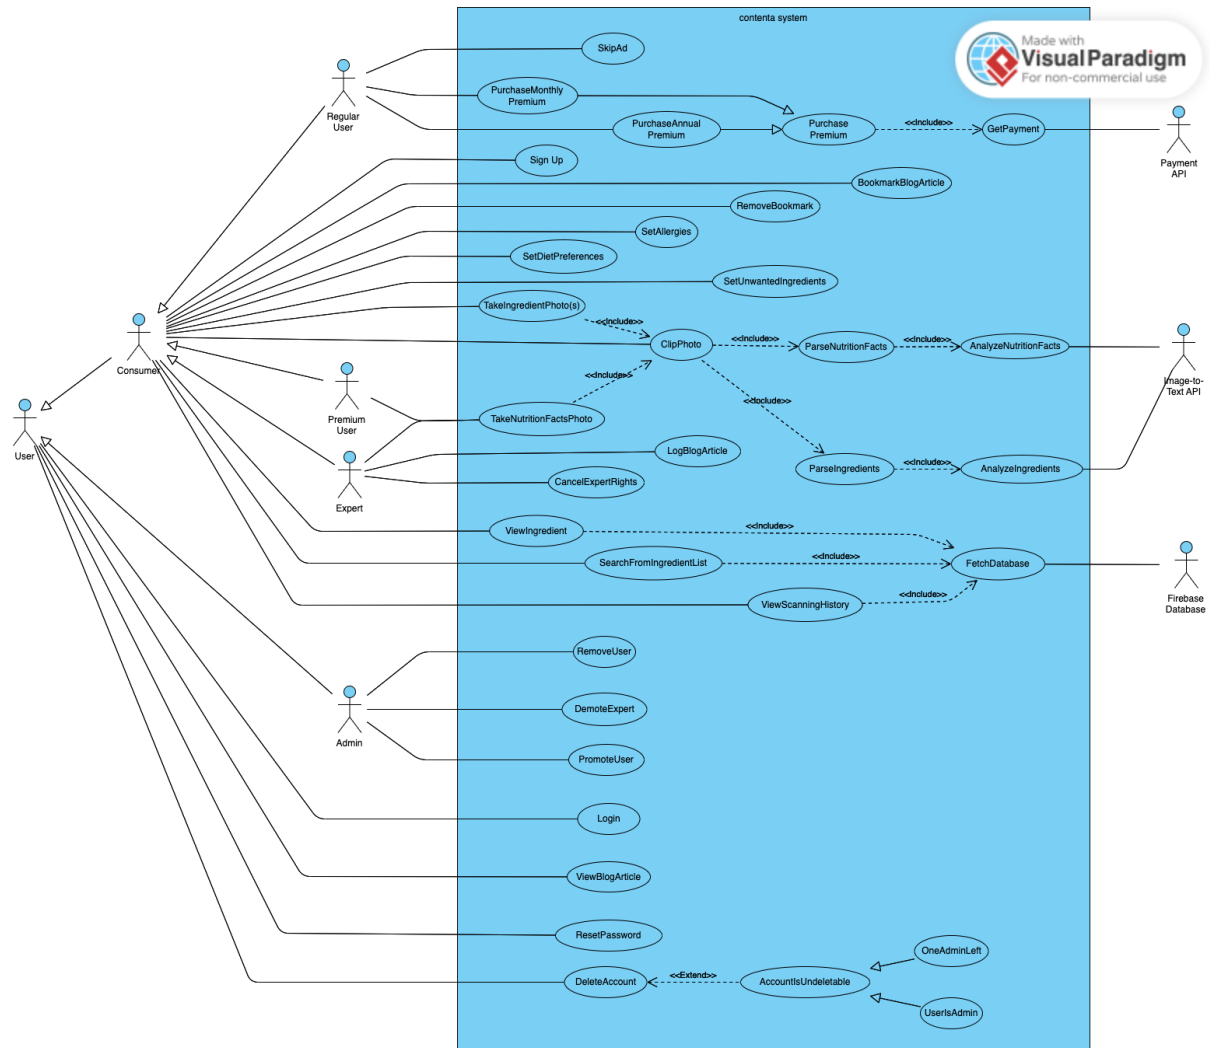 contenta system
Made with
Visual Paradigm
For non-commercial use
SkipAd
PurchaseMonthly
Premium
Regular
User
PurchaseAnnual
Premium
Purchase
Premium
<<Include>>
GetPayment
Payment
API
Sign Up
BookmarkBlogArticle
RemoveBookmark
SetAllergies
SetDietPreferences
SetUnwantedIngredients
TakeIngredientPhoto(s)
<<Include>>
ClipPhoto
<<Include>>
ParseNutritionFacts
<<Include>>
AnalyzeNutritionFacts
Consumer
<<Include>>
Image-to-
Text API
Premium
User
TakeNutritionFactsPhoto
<<Include>>
User
LogBlogArticle
ParseIngredients
<<Include>>
AnalyzeIngredients
CancelExpertRights
Expert
ViewIngredient
<<Include>>
SearchFromIngredientList
<<Include>>
FetchDatabase
ViewScanningHistory
<<Include>>
Firebase
Database
RemoveUser
DemoteExpert
Admin
PromoteUser
Login
ViewBlogArticle
ResetPassword
OneAdminLeft
DeleteAccount
<<Extend>>
AccountIsUndeletable
UserIsAdmin